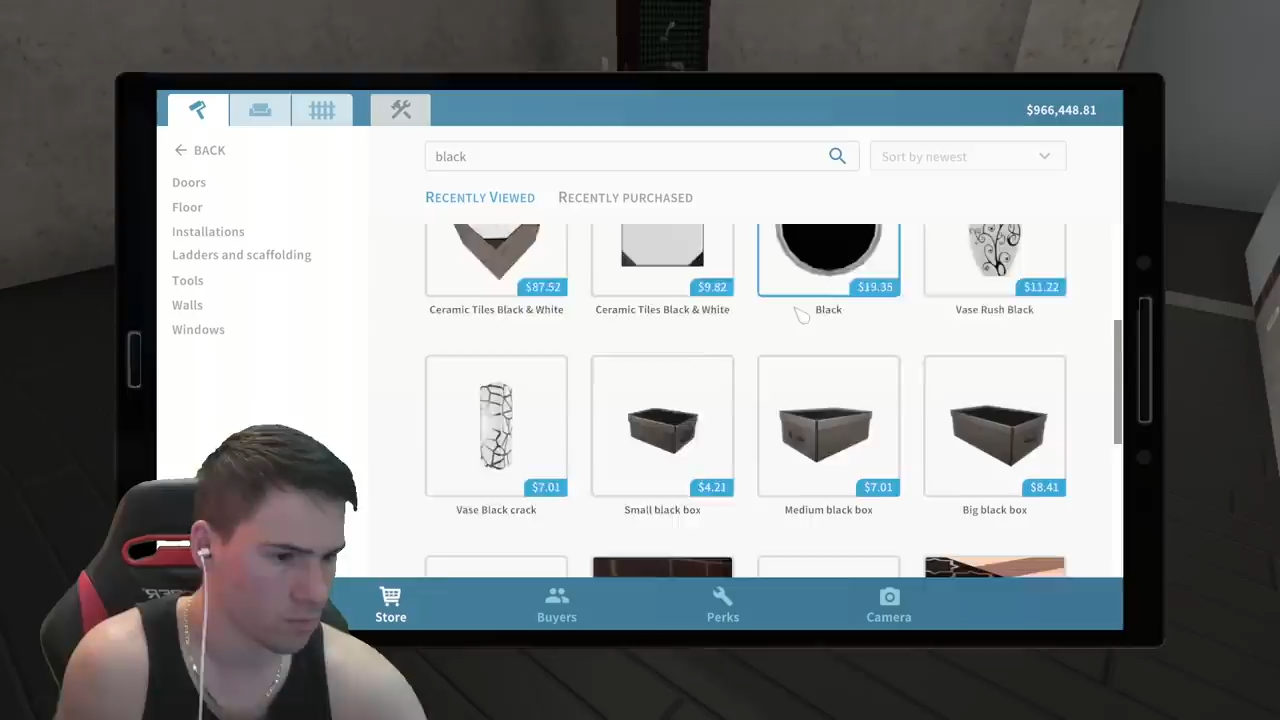 $966,448.81
BACK
black
Sort by newest
Doors
Floor
Installations
Ladders and scaffolding
Tools
Walls
Windows
RECENTLY VIEWED
RECENTLY PURCHASED
$87.52
$9.82
$19.35
$11.22
Ceramic Tiles Black & White
Ceramic Tiles Black & White
Black
Vase Rush Black
$7.01
$4.21
$7.01
$8.41
Vase Black crack
Small black box
Medium black box
Big black box
Store
Buyers
Perks
Camera